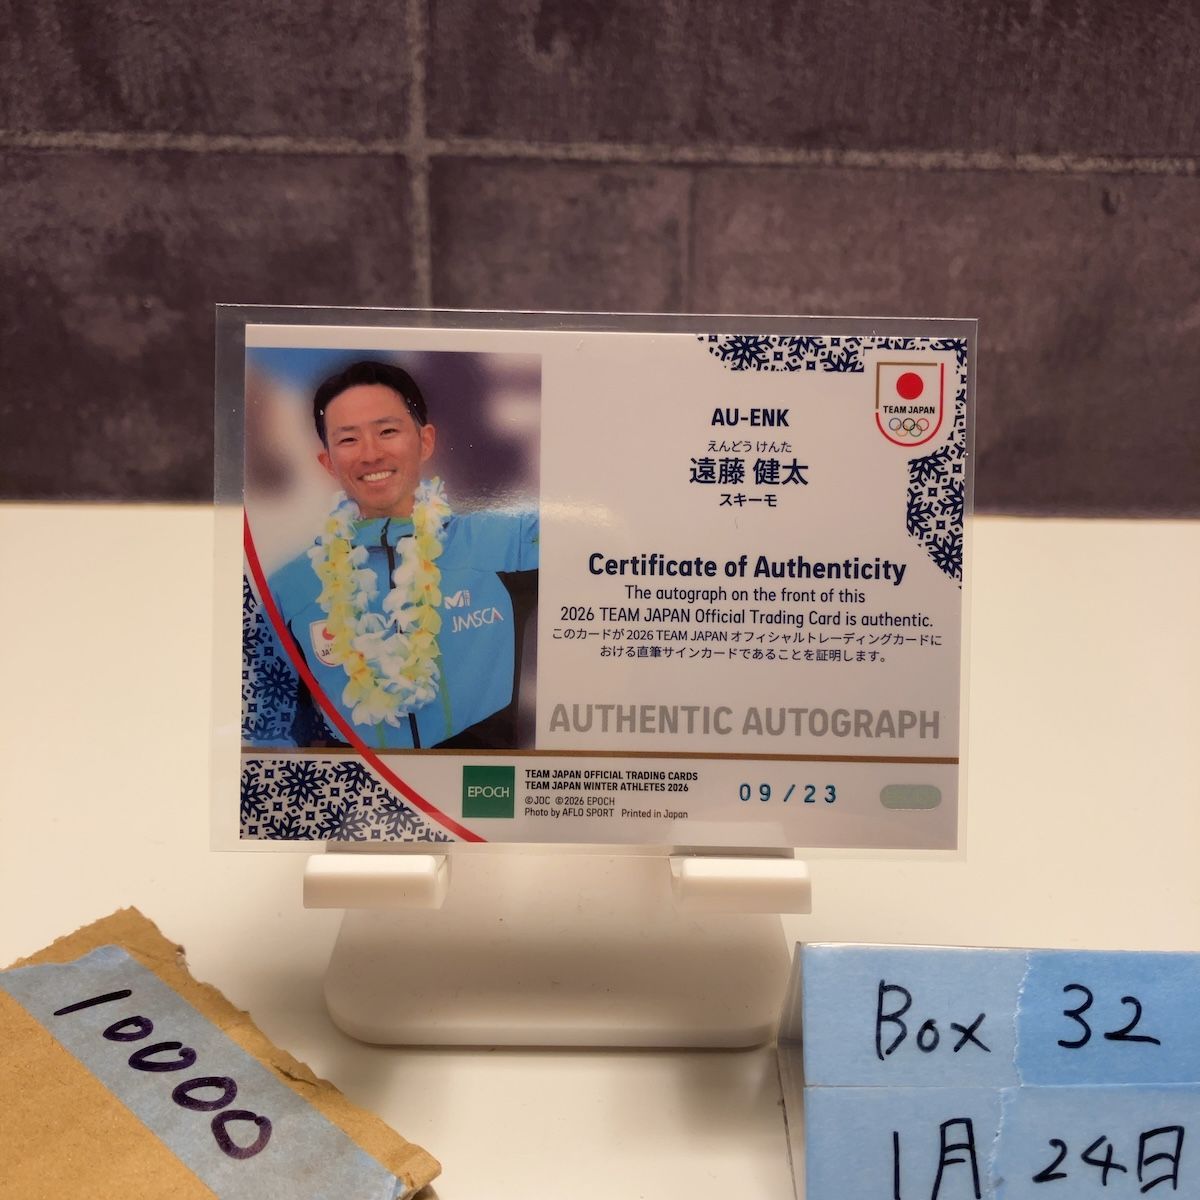 TEAM JAPAN
AU-ENK
えんどう けんた
遠藤 健太
スキーモ
Certificate of Authenticity
The autograph on the front of this
2026 TEAM JAPAN Official Trading Card is authentic.
このカードが2026 TEAM JAPAN オフィシャルトレーディングカードに
おける直筆サインカードであることを証明します。
AUTHENTIC AUTOGRAPH
JMSCA
EPOCH
TEAM JAPAN OFFICIAL TRADING CARDS
TEAM JAPAN WINTER ATHLETES 2026
©JOC ©2026 EPOCH
Photo by AFLO SPORT Printed in Japan
09/23
10000
Box 32
1月 24日